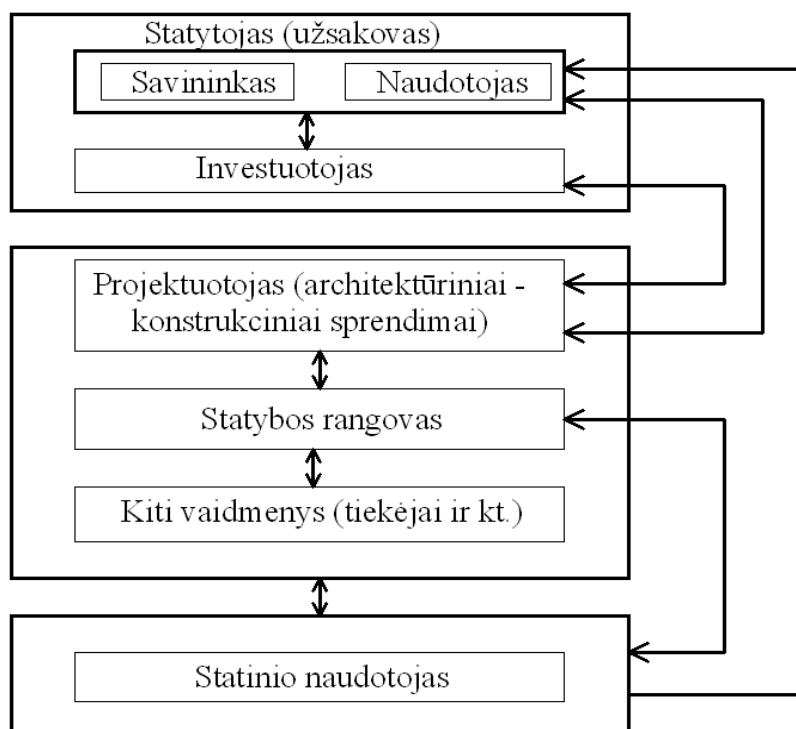 Statytojas (užsakovas)
Savininkas
Naudotojas
Investuotojas
Projektuotojas (architektūriniai -
konstrukciniai sprendimai)
Statybos rangovas
Kiti vaidmenys (tiekėjai ir kt.)
Statinio naudotojas